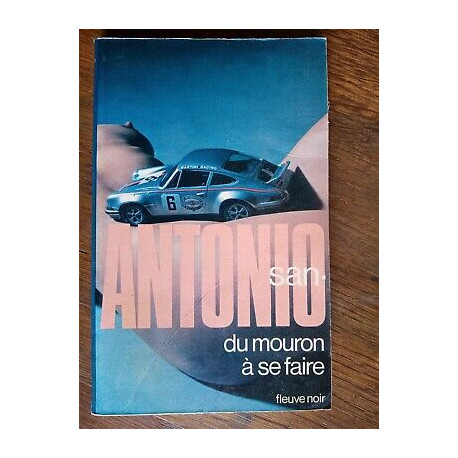 MARTINI RACING
6
san-
ANTONIO
du mouron
à se faire
fleuve noir